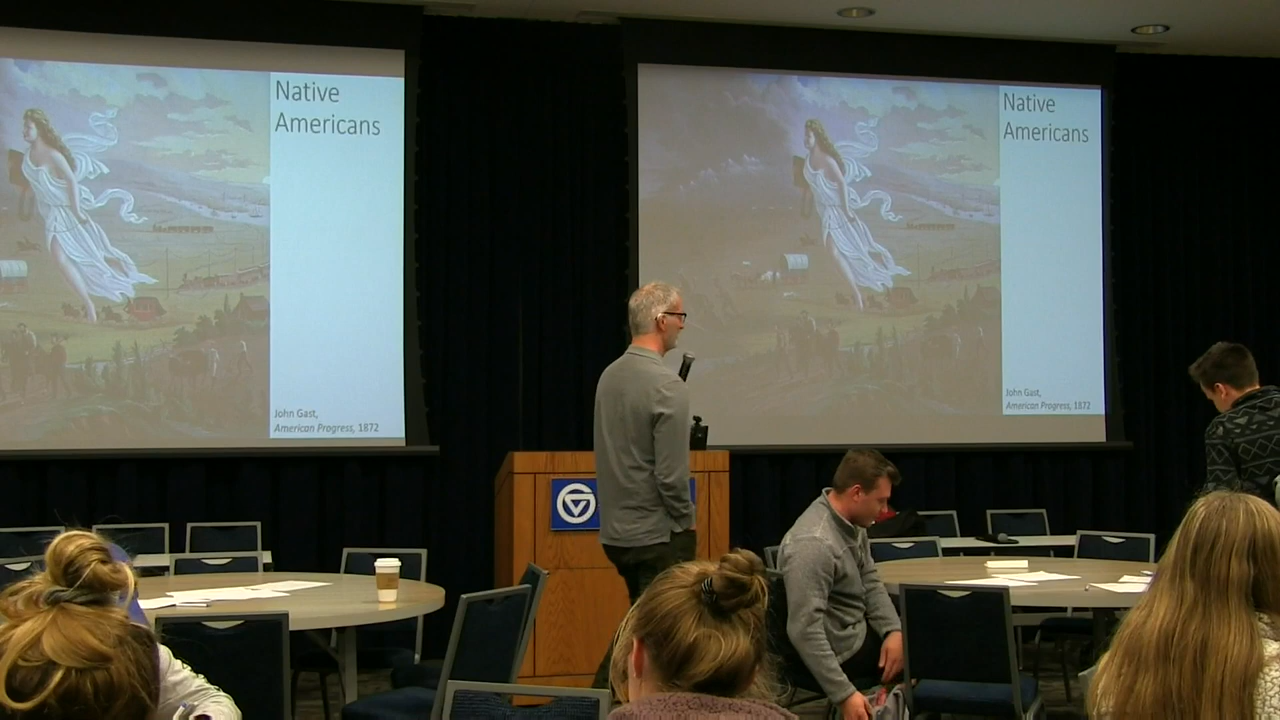 Native
Americans
John Gast,
American Progress, 1872
Native
Americans
John Gast,
American Progress, 1872